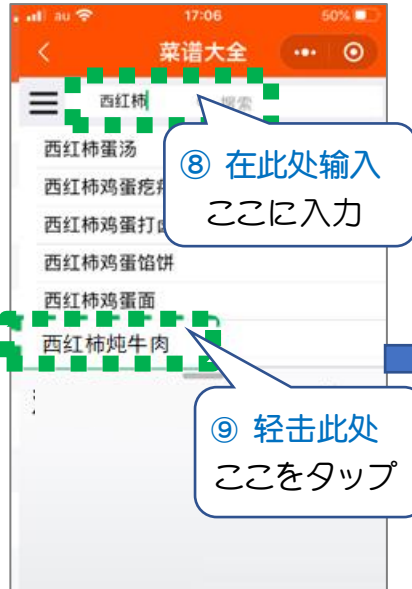 au 17:06 50%
菜谱大全
西红柿 搜索
西红柿蛋汤
西红柿鸡蛋疙
西红柿鸡蛋打
西红柿鸡蛋馅饼
西红柿鸡蛋面
西红柿炖牛肉
⑧ 在此处输入
ここに入力
⑨ 轻击此处
ここをタップ